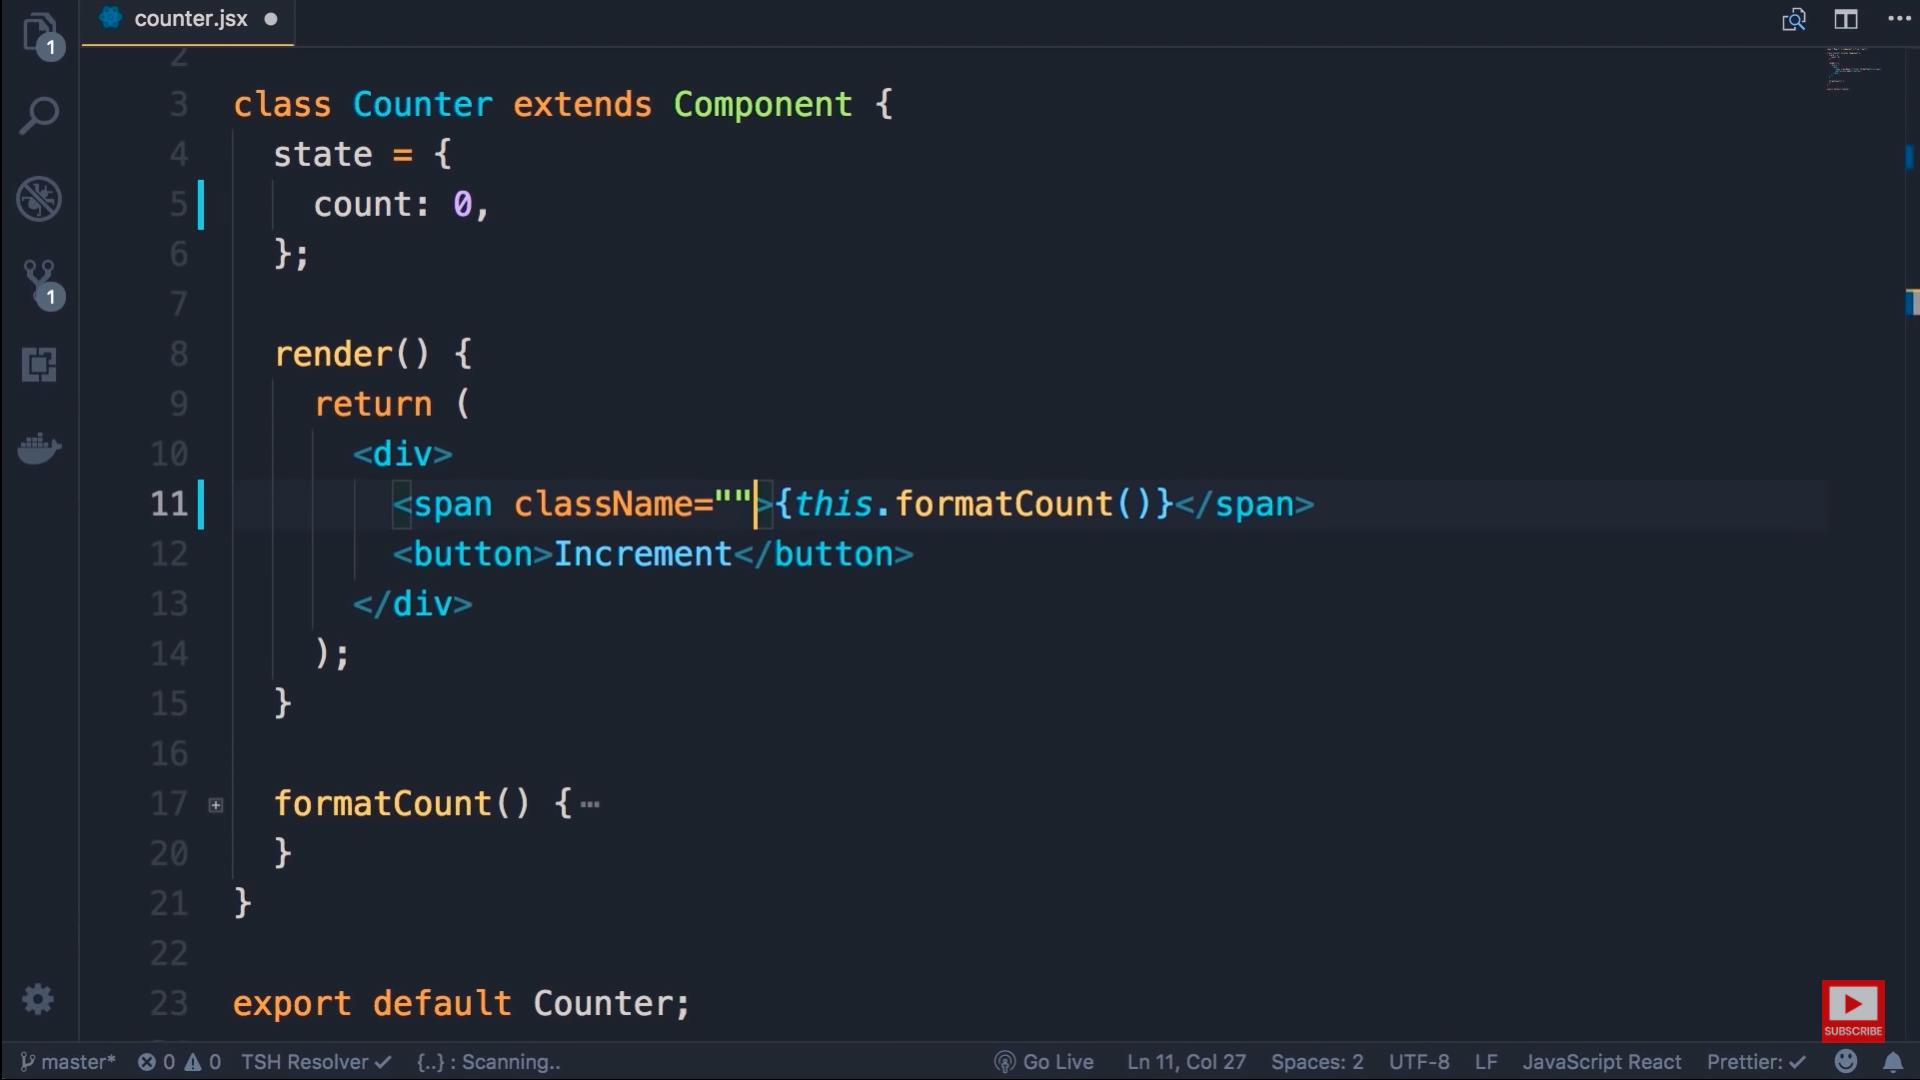 counter.jsx
1
2
3 class Counter extends Component {
4 state = {
5 count: 0,
6 };
7
8 render() {
9 return (
10 <div>
11 <span className="">{this.formatCount()}</span>
12 <button>Increment</button>
13 </div>
14 );
15 }
16
17 formatCount() {
20 }
21 }
22
23 export default Counter;
1
SUBSCRIBE
master* 0 0 TSH Resolver {..} : Scanning.. Go Live Ln 11, Col 27 Spaces: 2 UTF-8 LF JavaScript React Prettier: